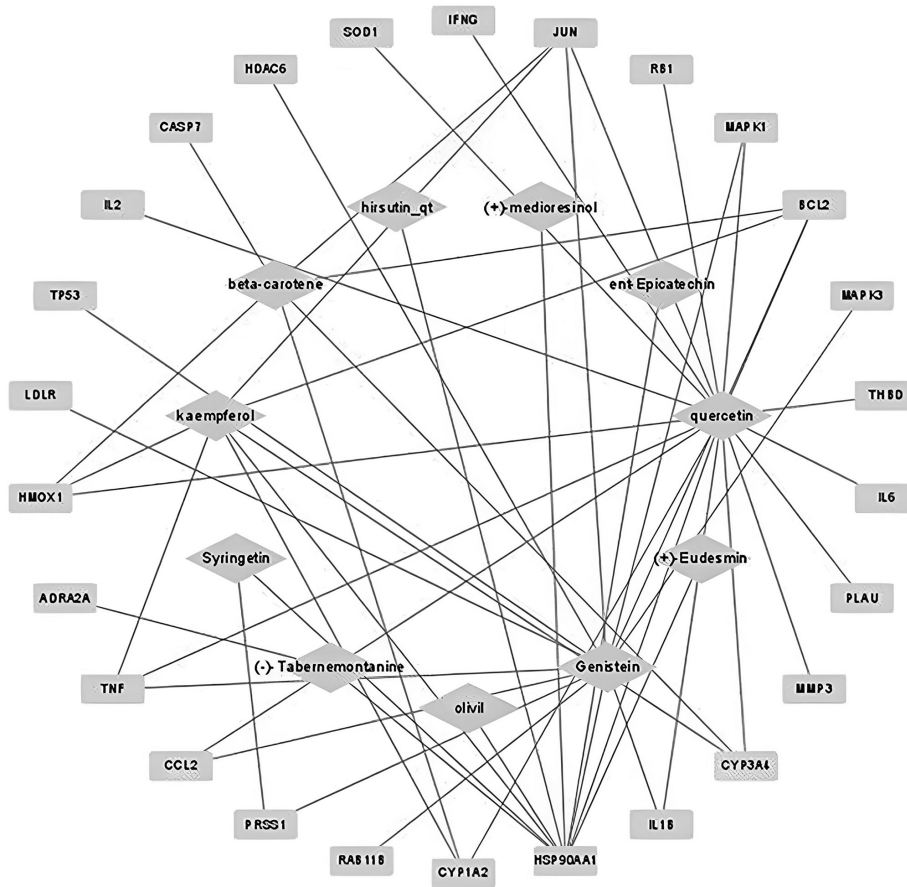 IFNG
SOD1
JUN
HDAC6
RB1
CASP7
MAPK1
IL2
hirsutin_qt
(+)-medioresinol
BCL2
beta-carotene
ent-Epicatechin
TP53
MAPK3
LDLR
THBD
kaempferol
quercetin
HMOX1
IL6
Syringetin
(+)-Eudesmin
ADRA2A
PLAU
(-)-Tabernemontanine
Genistein
TNF
MMP3
olivil
CCL2
CYP3A4
PRSS1
IL1B
RAB11B
HSP90AA1
CYP1A2